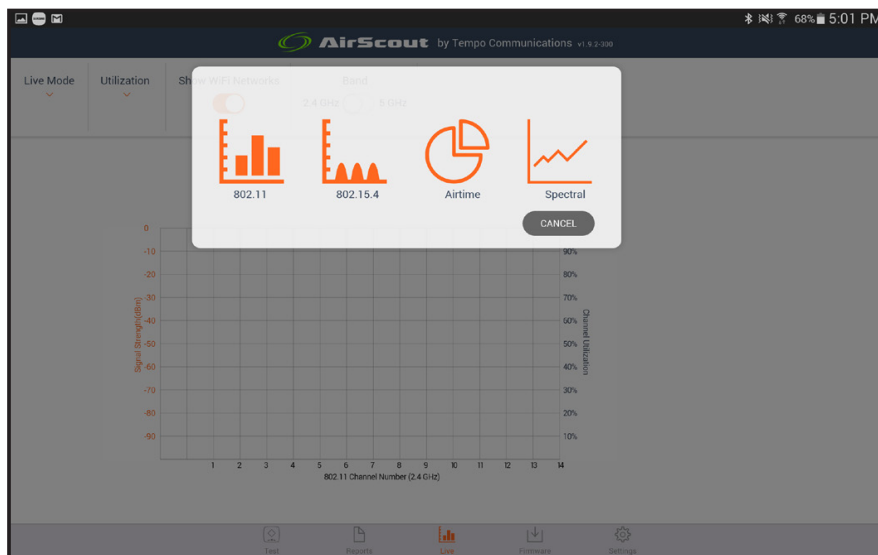 68% 5:01 PM
AirScout by Tempo Communications v1.9.2-330
Live Mode
Utilization
Show WiFi Networks
Band
2.4 GHz 5 GHz
802.11
802.15.4
Airtime
Spectral
CANCEL
0
-10
-20
-30
-40
-50
-60
-70
-80
-90
Signal Strength(dBm)
90%
80%
70%
60%
50%
40%
30%
20%
10%
Channel Utilization
1 2 3 4 5 6 7 8 9 10 11 12 13 14
802.11 Channel Number (2.4 GHz)
Test
Reports
Live
Firmware
Settings